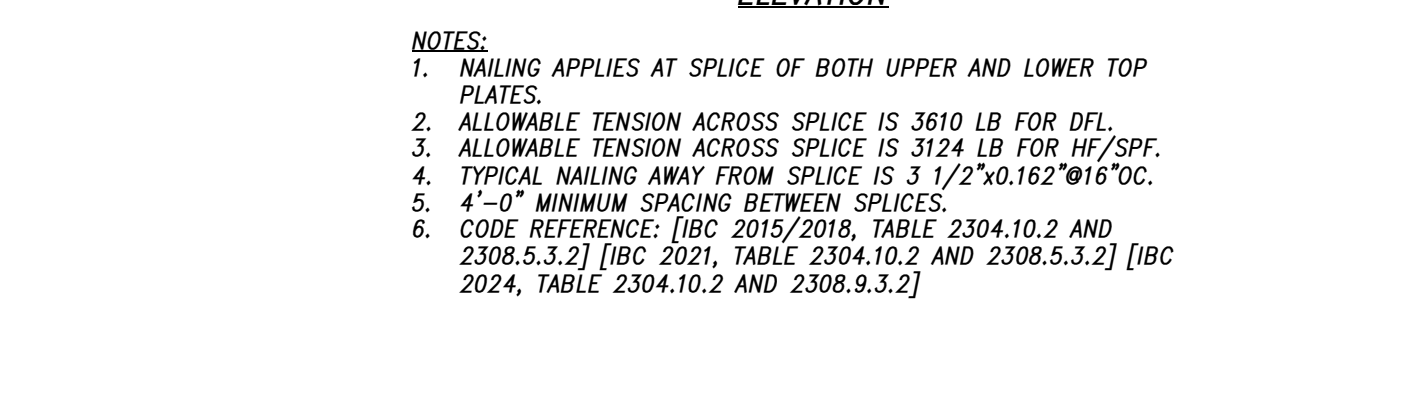 ELEVATION
NOTES:
1. NAILING APPLIES AT SPLICE OF BOTH UPPER AND LOWER TOP
PLATES.
2. ALLOWABLE TENSION ACROSS SPLICE IS 3610 LB FOR DFL.
3. ALLOWABLE TENSION ACROSS SPLICE IS 3124 LB FOR HF/SPF.
4. TYPICAL NAILING AWAY FROM SPLICE IS 3 1/2"x0.162"@16"OC.
5. 4'-0" MINIMUM SPACING BETWEEN SPLICES.
6. CODE REFERENCE: [IBC 2015/2018, TABLE 2304.10.2 AND
2308.5.3.2] [IBC 2021, TABLE 2304.10.2 AND 2308.5.3.2] [IBC
2024, TABLE 2304.10.2 AND 2308.9.3.2]